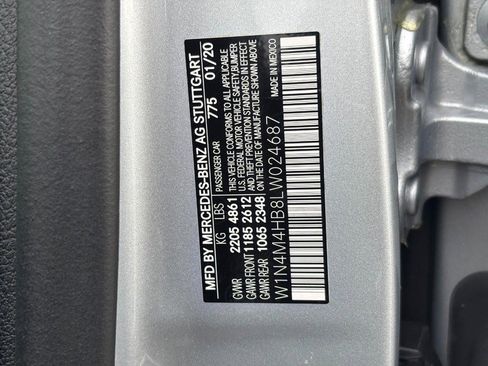 MFD BY MERCEDES-BENZ AG STUTTGART
PASSENGER CAR 775 01/20
KG LBS
GVWR 2205 4861
GAWR FRONT 1185 2612
GAWR REAR 1065 2348
THIS VEHICLE CONFORMS TO ALL APPLICABLE
U.S. FEDERAL MOTOR VEHICLE SAFETY, BUMPER
AND THEFT PREVENTION STANDARDS IN EFFECT
ON THE DATE OF MANUFACTURE SHOWN ABOVE
W1N4M4HB8LW024687
MADE IN MEXICO